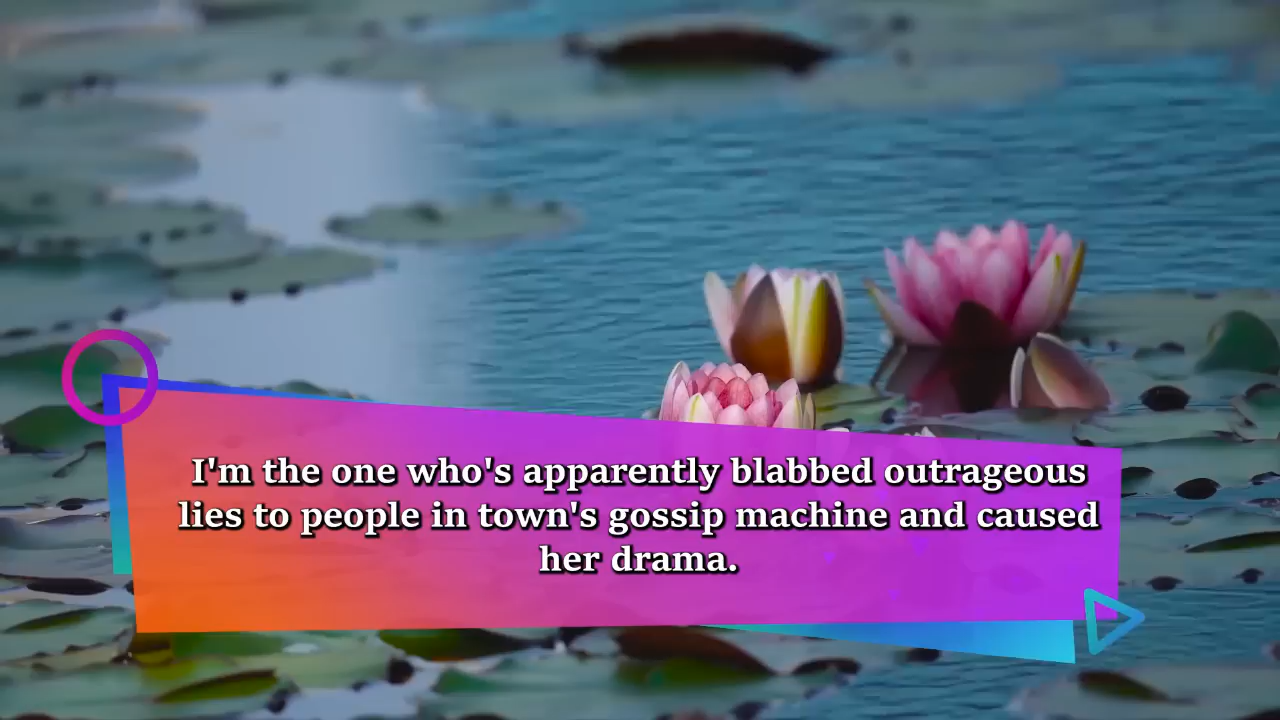 I'm the one who's apparently blabbed outrageous
lies to people in town's gossip machine and caused
her drama.